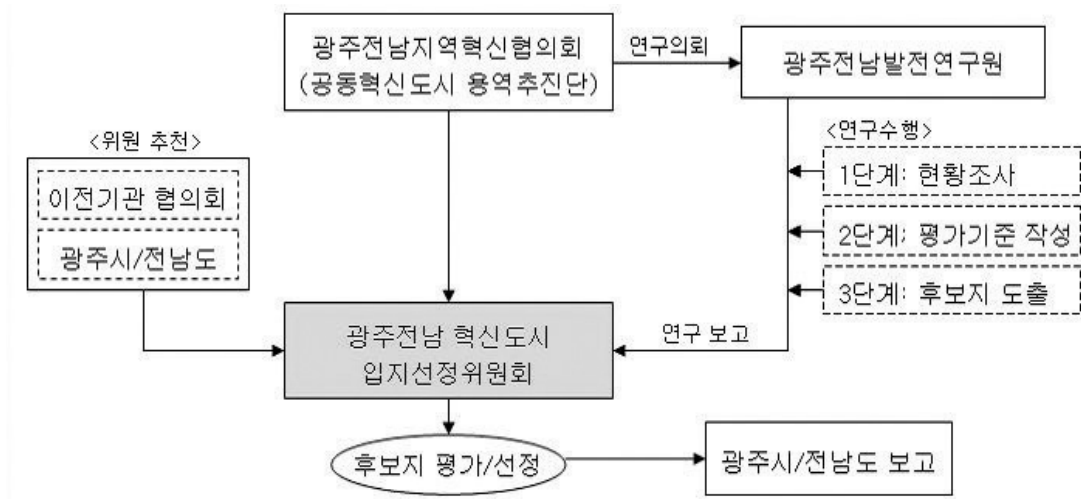 광주전남지역혁신협의회
(공동혁신도시 용역추진단)
연구의뢰
광주전남발전연구원
<위원 추천>
이전기관 협의회
광주시/전남도
<연구수행>
1단계: 현황조사
2단계: 평가기준 작성
3단계: 후보지 도출
광주전남 혁신도시
입지선정위원회
연구 보고
후보지 평가/선정
광주시/전남도 보고